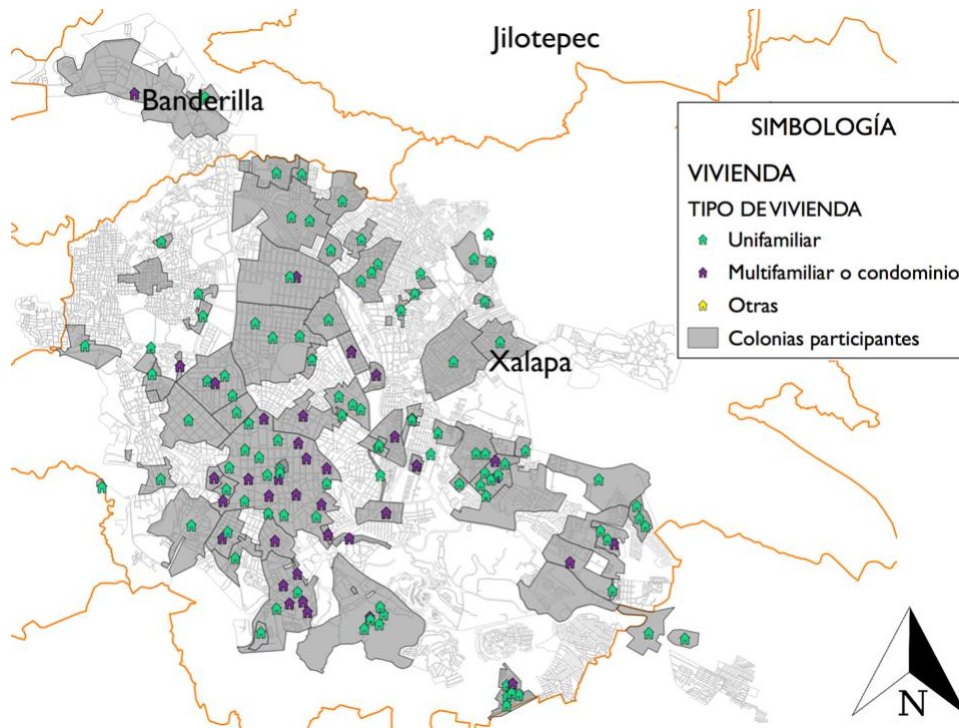 Jilotepec
Banderilla
Xalapa
SIMBOLOGÍA
VIVIENDA
TIPO DE VIVIENDA
Unifamiliar
Multifamiliar o condominio
Otras
Colonias participantes
N